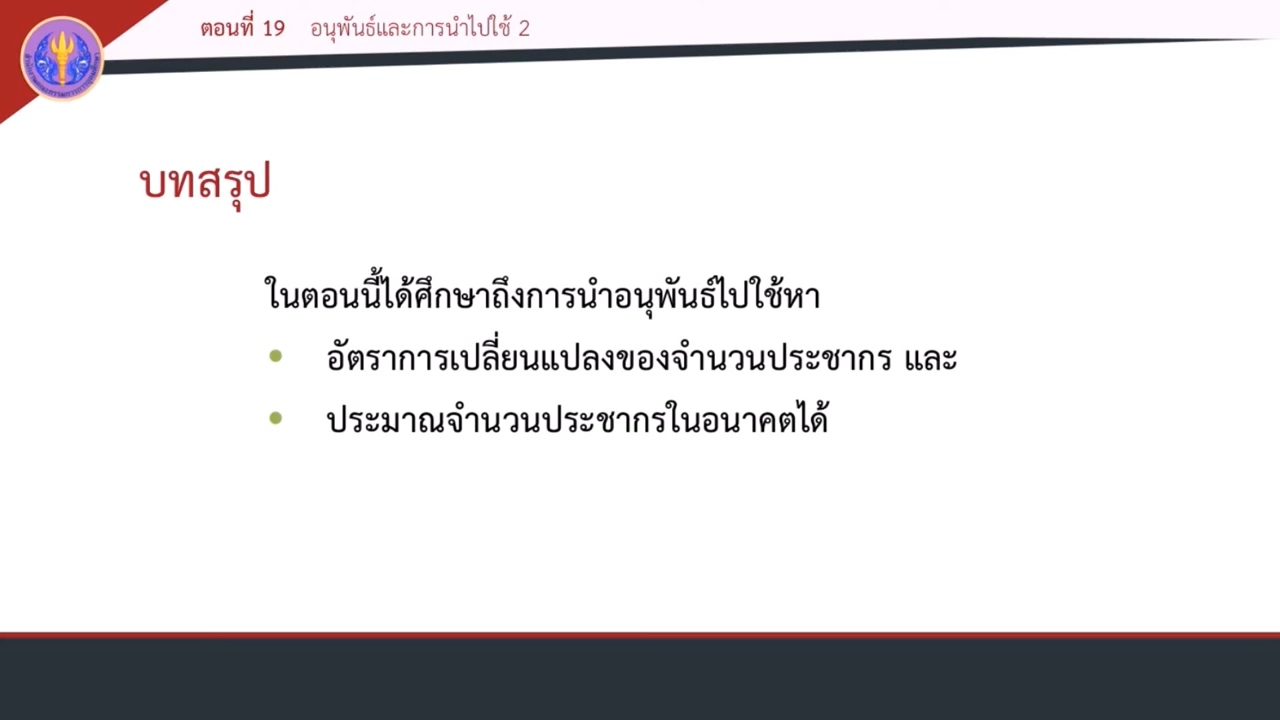 ตอนที่ 19 อนุพันธ์และการนำไปใช้ 2
บทสรุป
ในตอนนี้ได้ศึกษาถึงการนำอนุพันธ์ไปใช้หา
• อัตราการเปลี่ยนแปลงของจำนวนประชากร และ
• ประมาณจำนวนประชากรในอนาคตได้